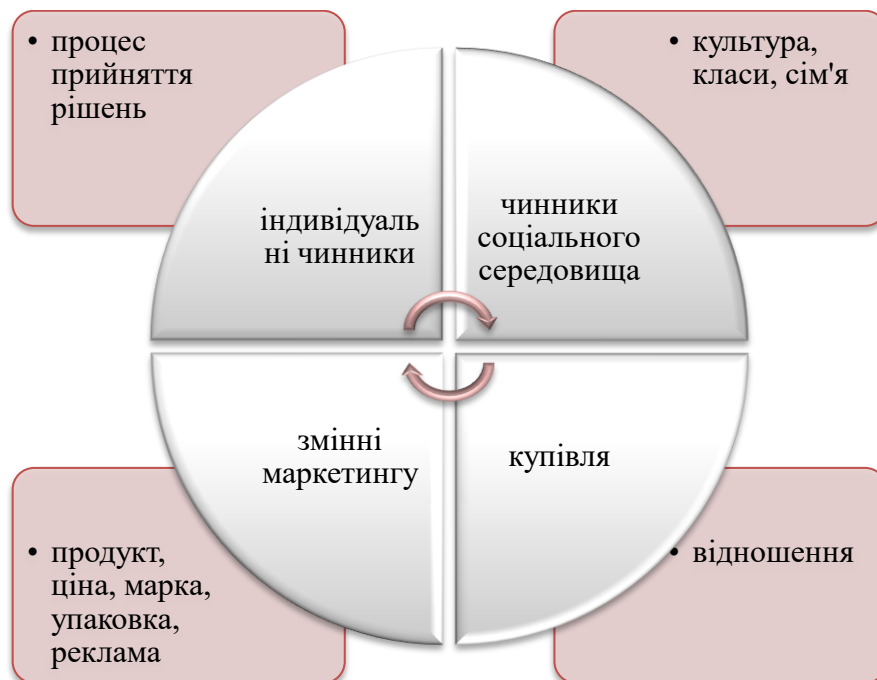 • процес
прийняття
рішень
• культура,
класи, сім'я
індивідуаль
ні чинники
чинники
соціального
середовища
змінні
маркетингу
купівля
• продукт,
ціна, марка,
упаковка,
реклама
• відношення